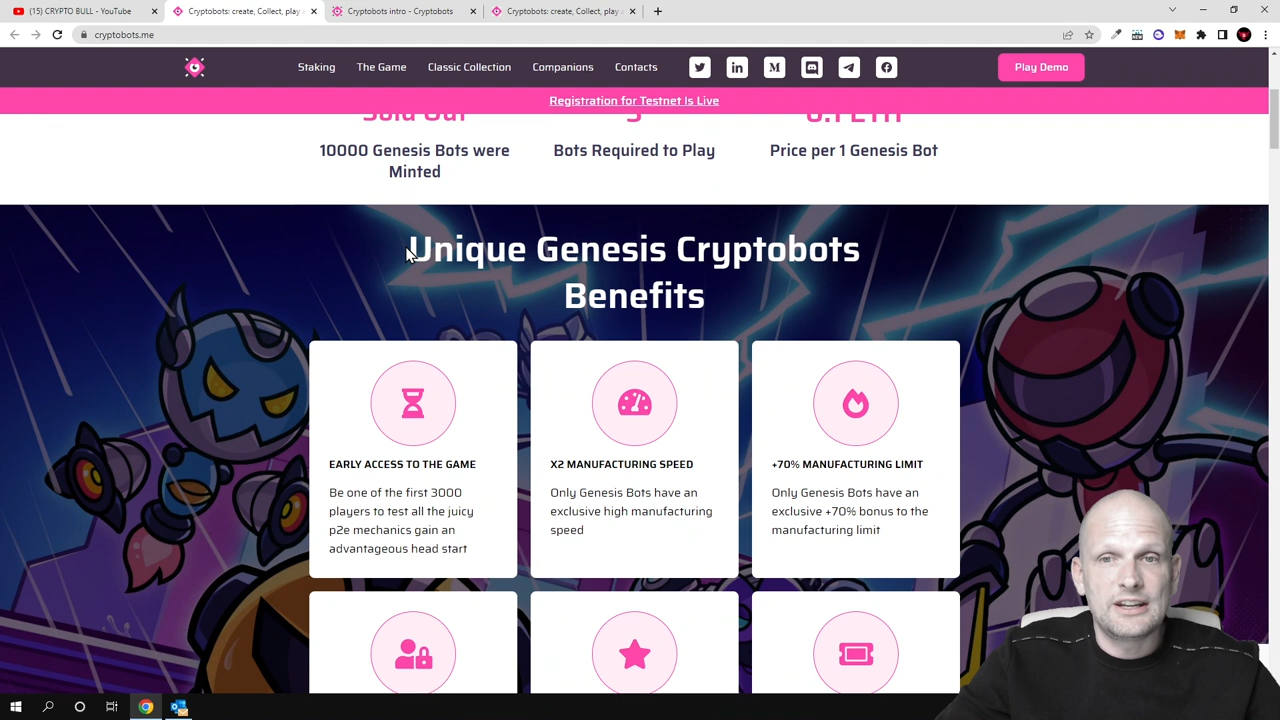 (15) CRYPTO BULL - YouTube
Cryptobots: create, Collect, play
Cryptobots intro - Cryptobots
Cryptobots: create, Collect, play
cryptobots.me
Staking
The Game
Classic Collection
Companions
Contacts
Play Demo
Registration for Testnet Is Live
Sold Out
10000 Genesis Bots were
Minted
Bots Required to Play
Price per 1 Genesis Bot
Unique Genesis Cryptobots
Benefits
EARLY ACCESS TO THE GAME
Be one of the first 3000
players to test all the juicy
p2e mechanics gain an
advantageous head start
X2 MANUFACTURING SPEED
Only Genesis Bots have an
exclusive high manufacturing
speed
+70% MANUFACTURING LIMIT
Only Genesis Bots have an
exclusive +70% bonus to the
manufacturing limit